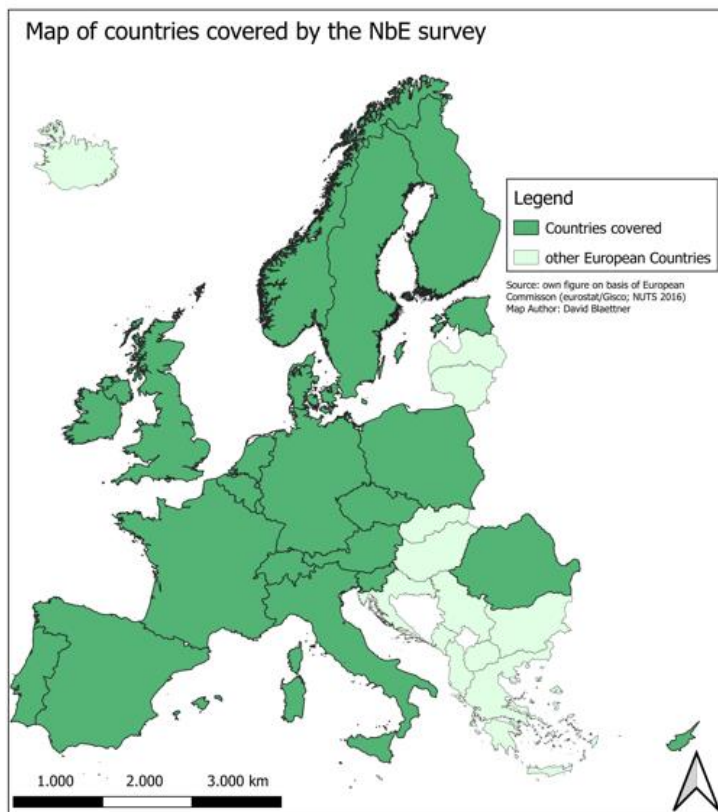 Map of countries covered by the NbE survey
Legend
Countries covered
other European Countries
Source: own figure on basis of European
Commisson (eurostat/Gisco; NUTS 2016)
Map Author: David Blaettner
1.000 2.000 3.000 km